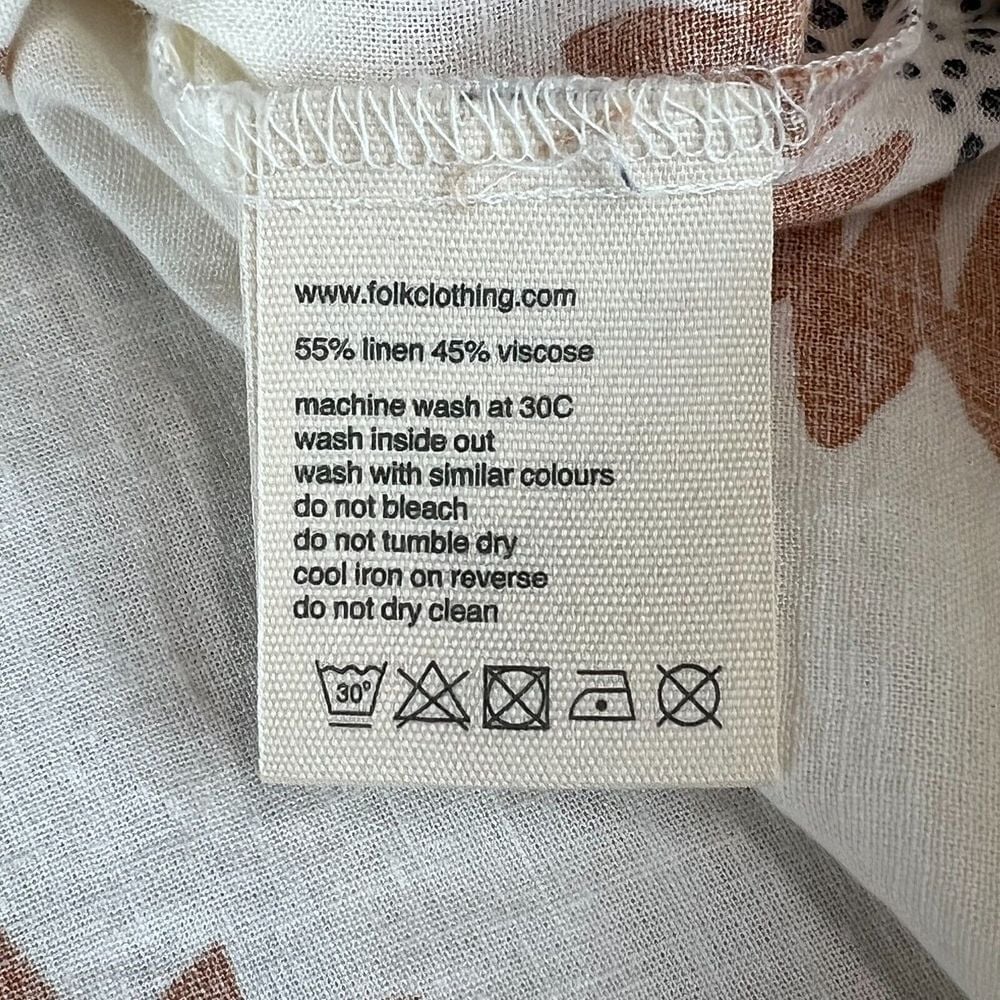 www.folkclothing.com
55% linen 45% viscose
machine wash at 30C
wash inside out
wash with similar colours
do not bleach
do not tumble dry
cool iron on reverse
do not dry clean
30°